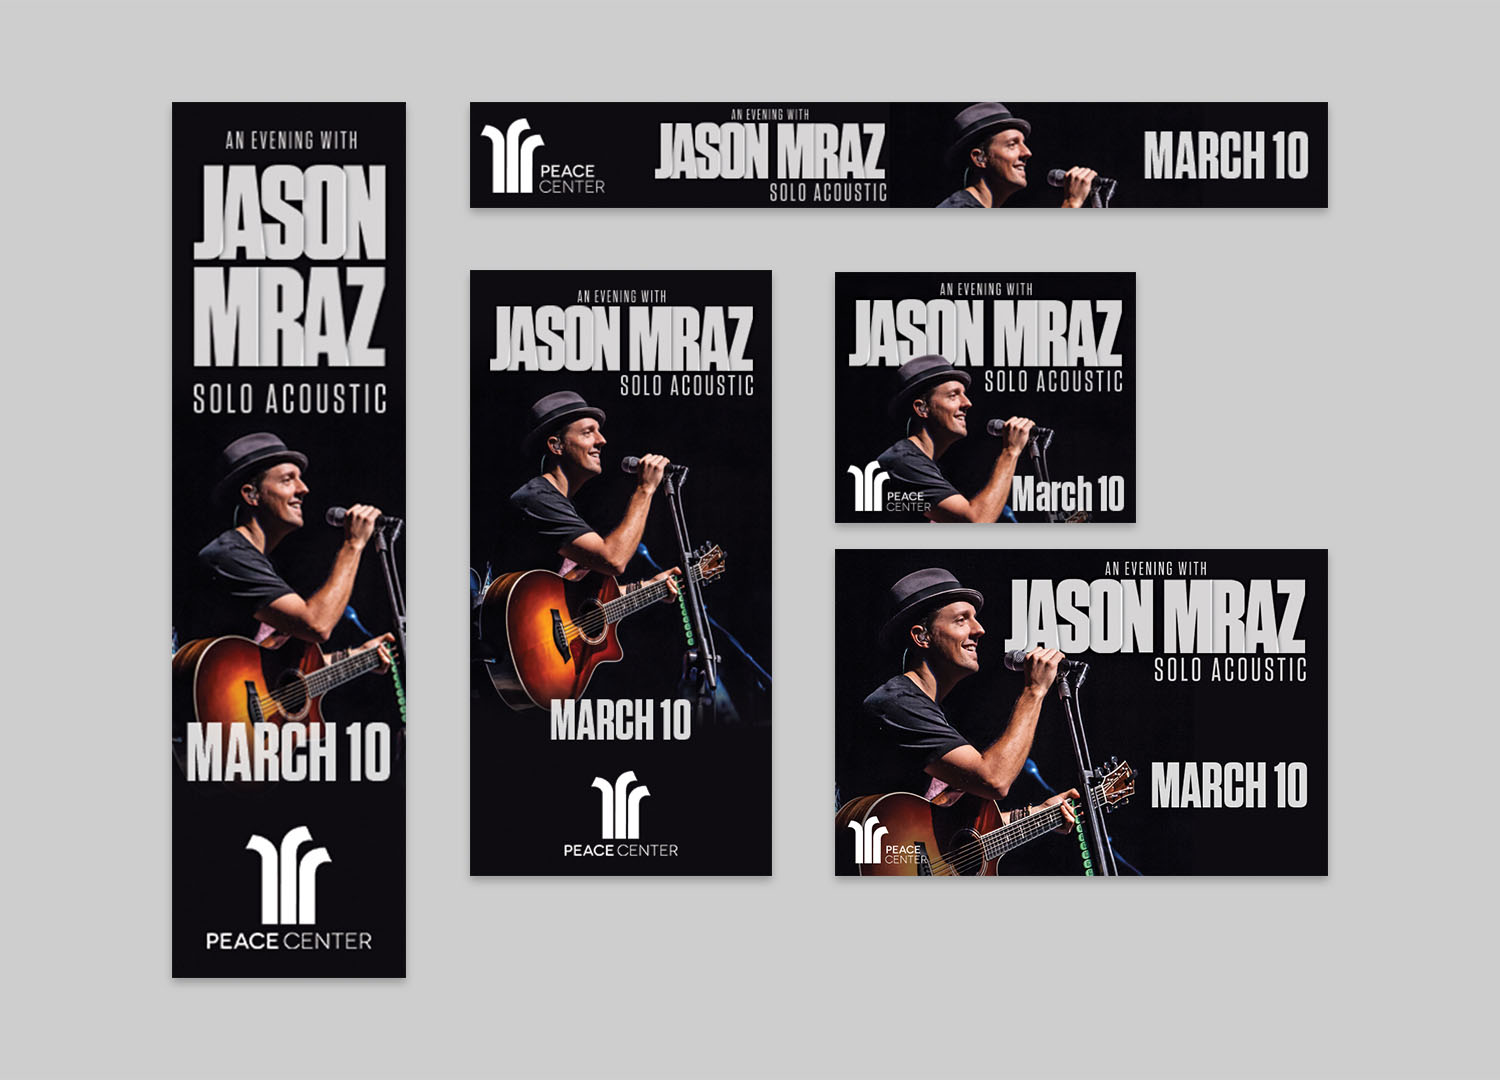 AN EVENING WITH
JASON
MRAZ
SOLO ACOUSTIC
MARCH 10
PEACE CENTER
PEACE
CENTER
AN EVENING WITH
JASON MRAZ
SOLO ACOUSTIC
MARCH 10
AN EVENING WITH
JASON MRAZ
SOLO ACOUSTIC
MARCH 10
PEACE CENTER
AN EVENING WITH
JASON MRAZ
SOLO ACOUSTIC
PEACE
CENTER
March 10
AN EVENING WITH
JASON MRAZ
SOLO ACOUSTIC
MARCH 10
PEACE
CENTER